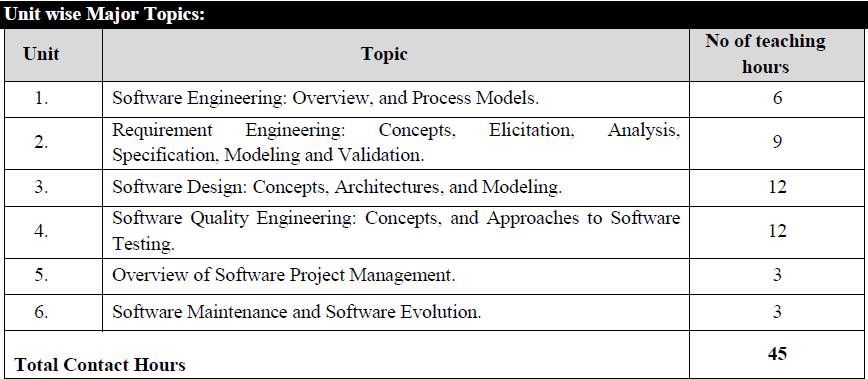 Unit wise Major Topics:
Unit Topic No of teaching
hours
1. Software Engineering: Overview, and Process Models. 6
2. Requirement Engineering: Concepts, Elicitation, Analysis,
Specification, Modeling and Validation. 9
3. Software Design: Concepts, Architectures, and Modeling. 12
4. Software Quality Engineering: Concepts, and Approaches to Software
Testing. 12
5. Overview of Software Project Management. 3
6. Software Maintenance and Software Evolution. 3
Total Contact Hours 45